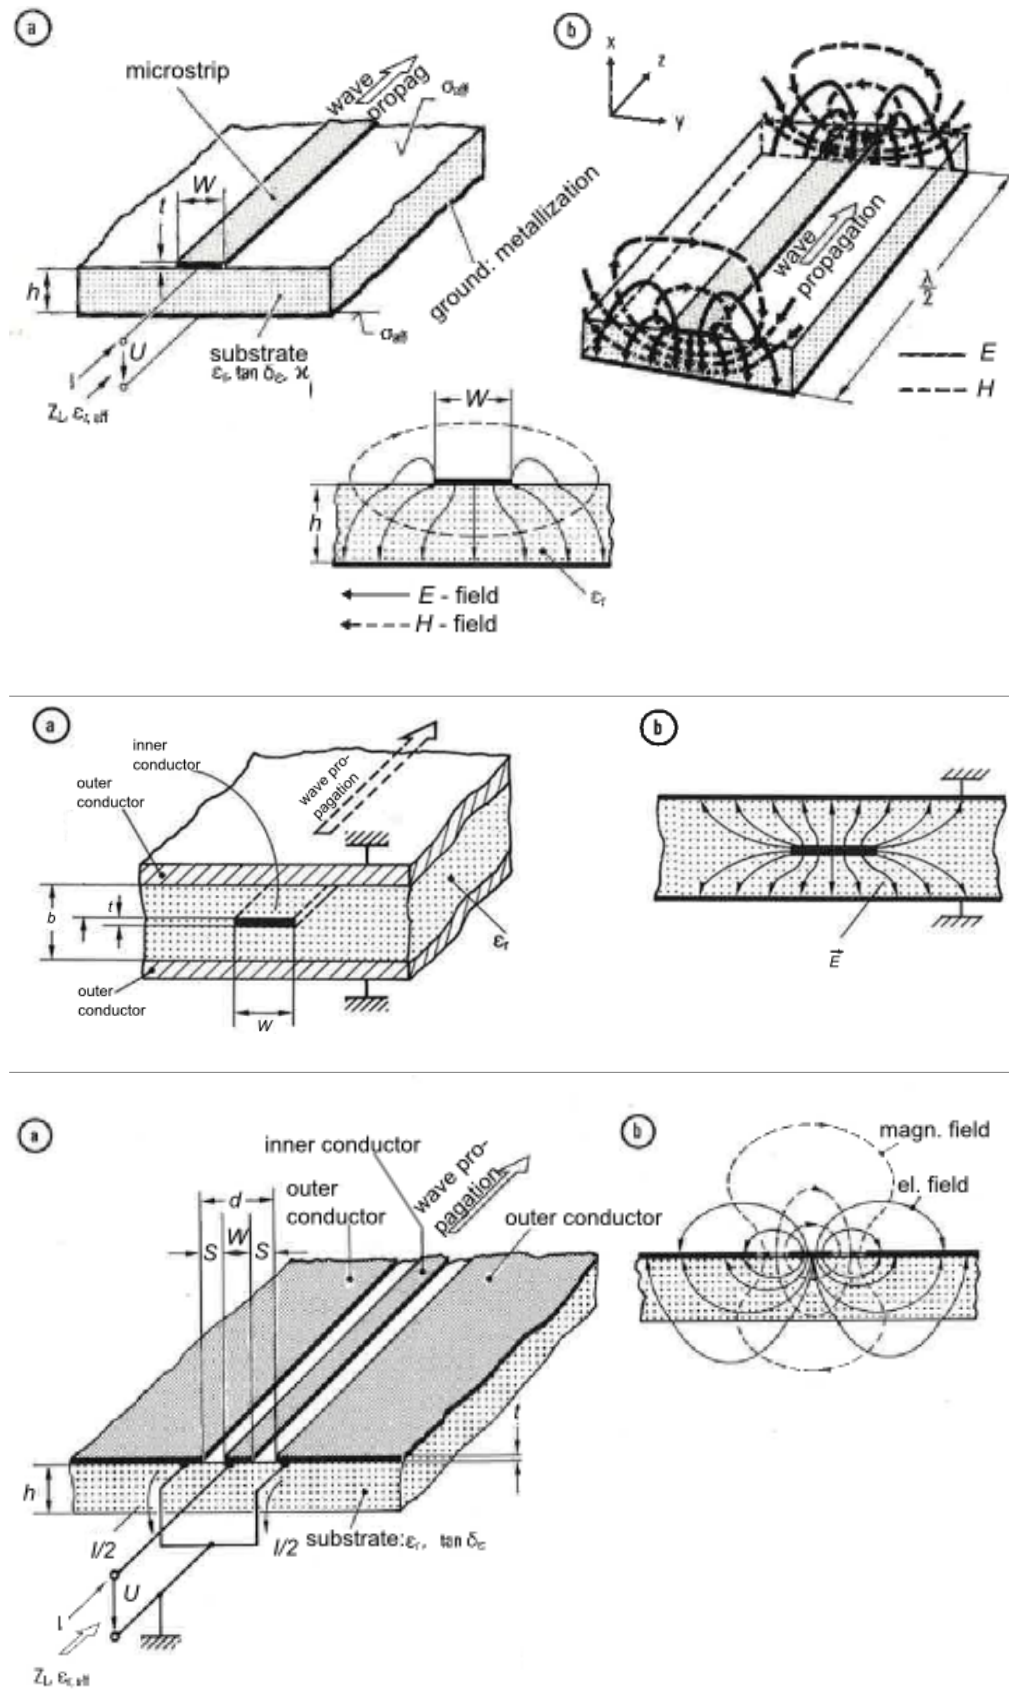 a
microstrip
wave
propag
σeff
W
t
h
ground: metallization
σeff
substrate
εr, tan δε, ϰ
U
I
ZL, εr, eff
b
x
z
y
wave
propagation
λ/2
E
H
W
h
εr
E - field
H - field
a
inner
conductor
outer
conductor
wave pro-
pagation
b
t
εr
outer
conductor
W
b
E⃗
a
inner conductor
wave pro-
pagation
outer
conductor
d
outer conductor
S W S
t
h
I/2
I/2
substrate: εr, tan δε
U
I
ZL, εr, eff
b
magn. field
el. field